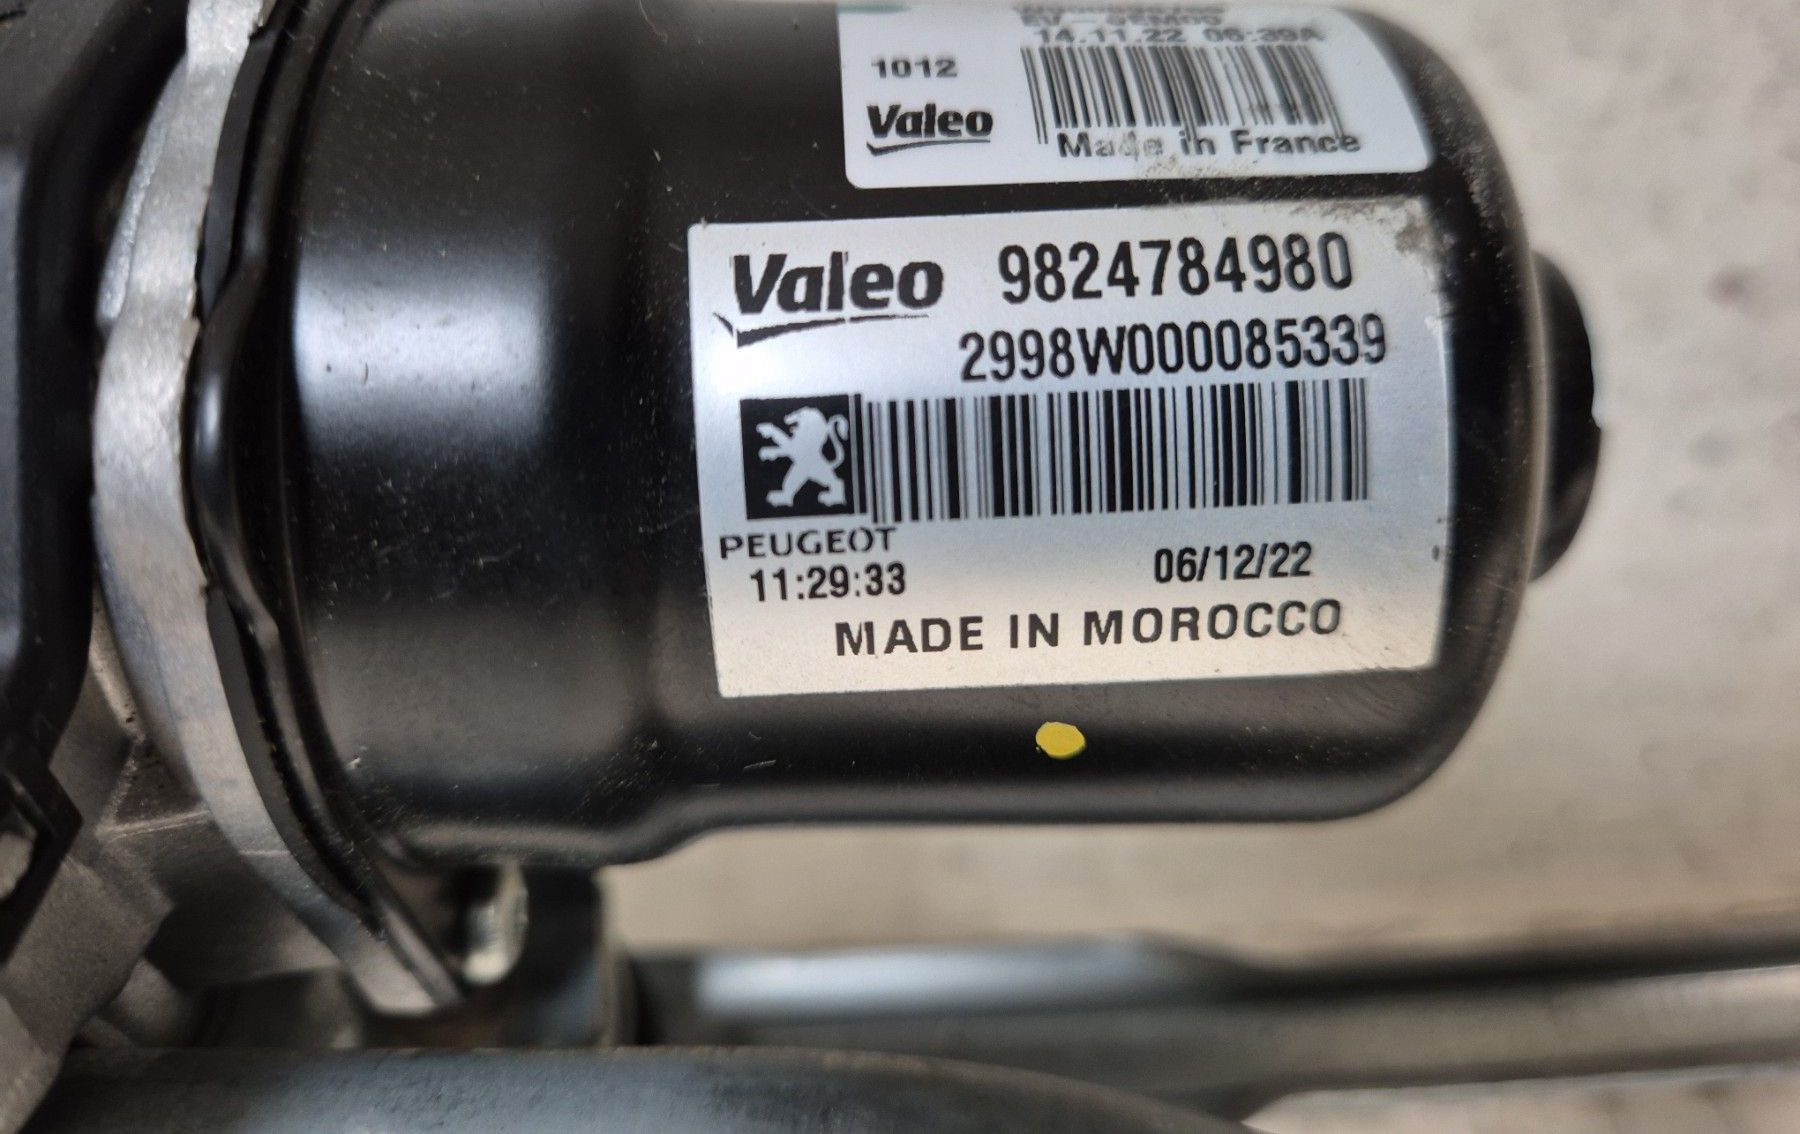 14.11.22 06:39A
1012
Valeo
Made in France
Valeo 9824784980
2998W000085339
PEUGEOT
11:29:33 06/12/22
MADE IN MOROCCO